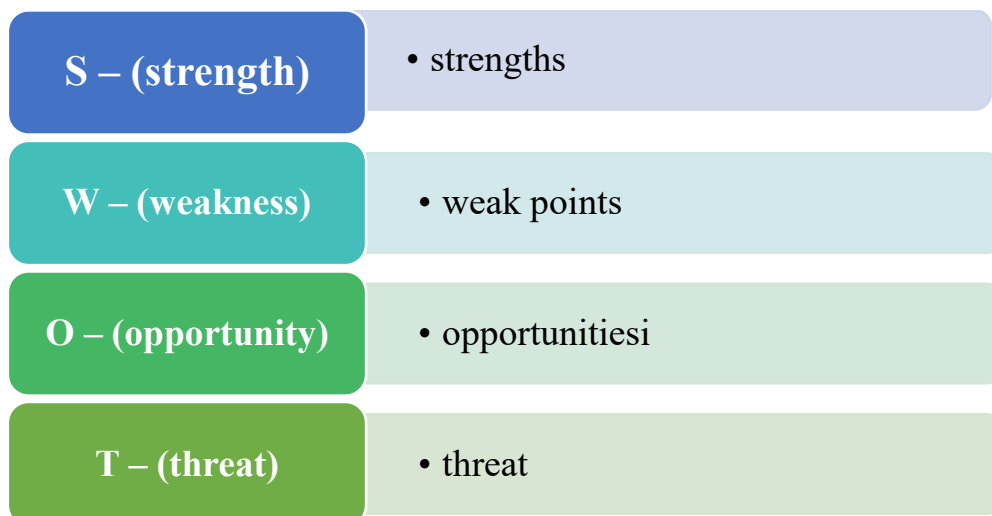 S – (strength)
• strengths
W – (weakness)
• weak points
O – (opportunity)
• opportunitiesi
T – (threat)
• threat